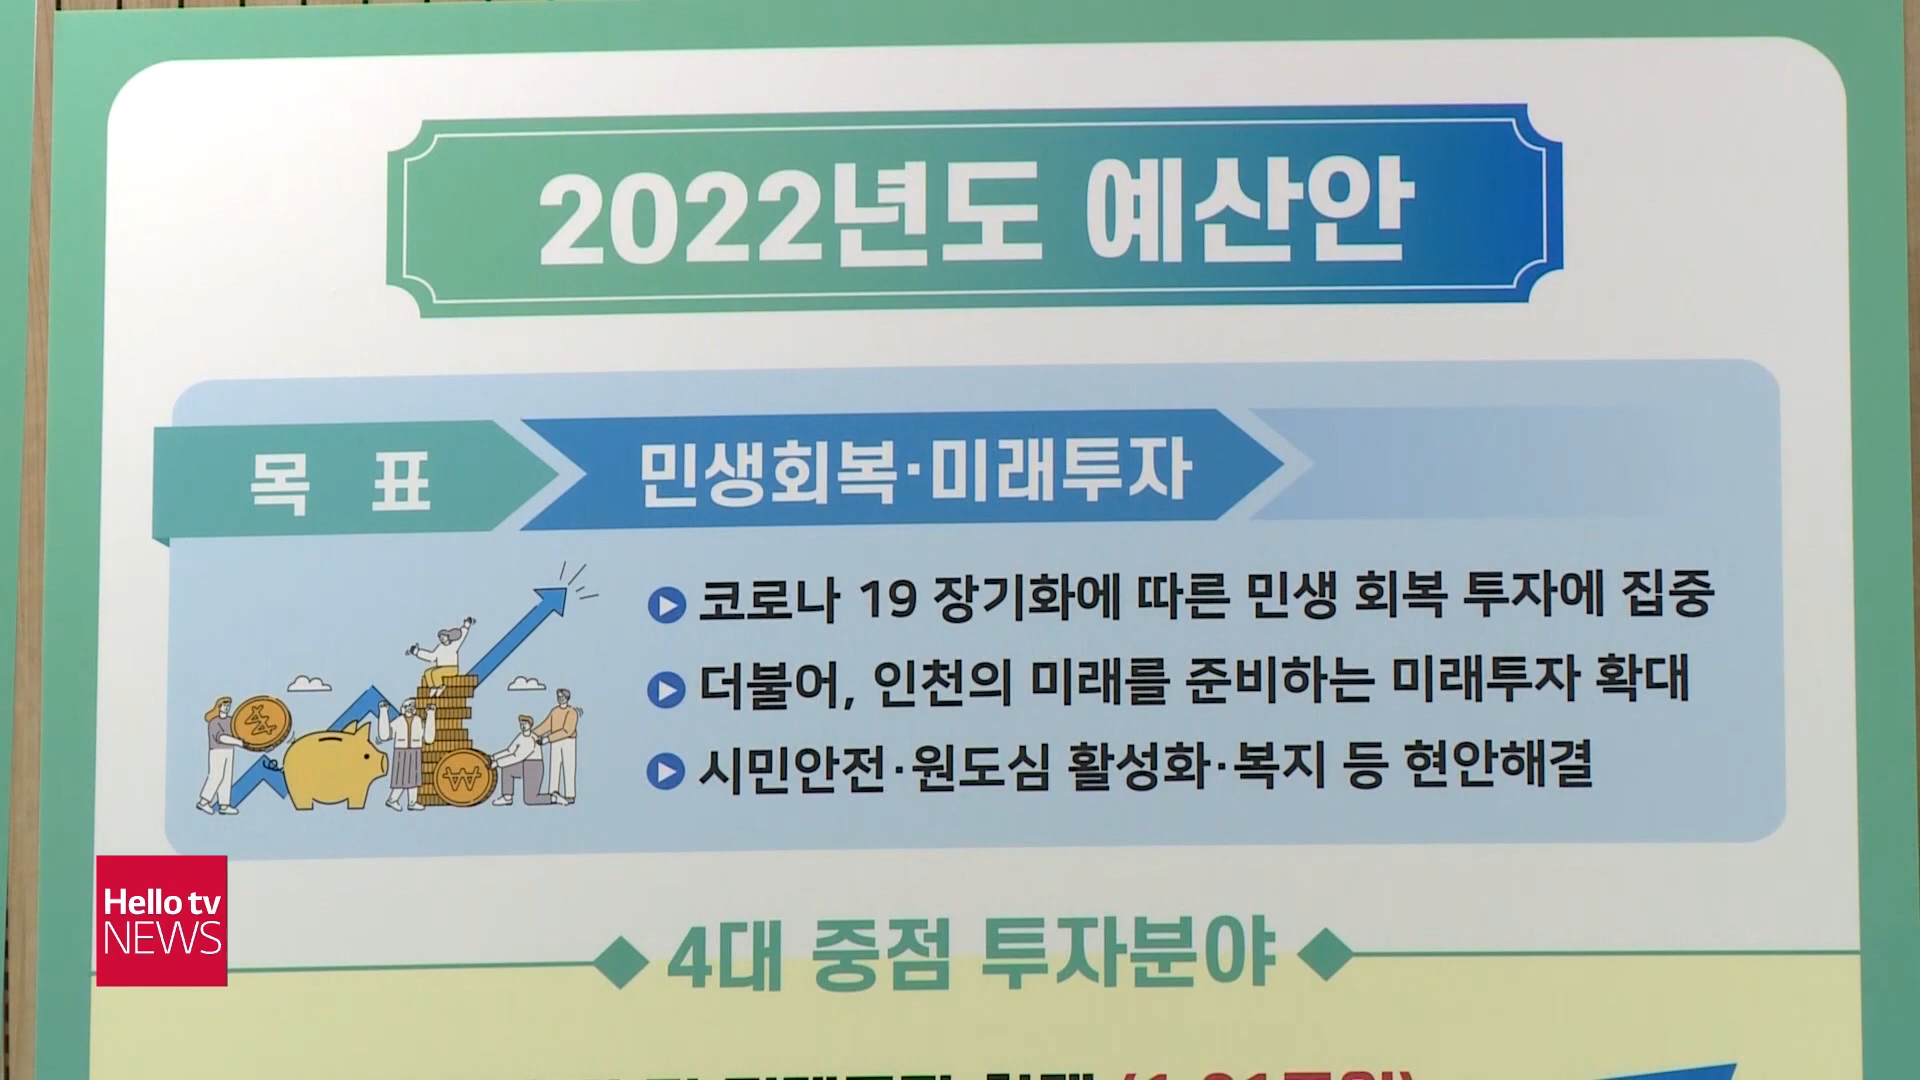 2022년도 예산안
목 표
민생회복·미래투자
코로나 19 장기화에 따른 민생 회복 투자에 집중
더불어, 인천의 미래를 준비하는 미래투자 확대
시민안전·원도심 활성화·복지 등 현안해결
Hello tv
NEWS
4대 중점 투자분야